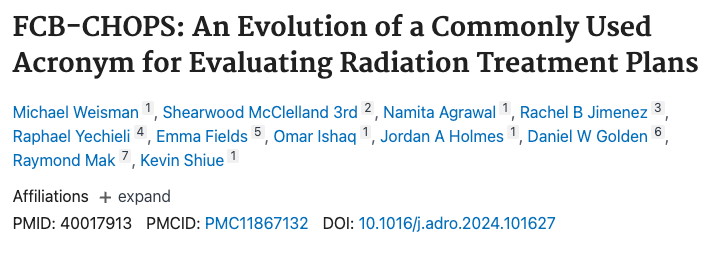 FCB-CHOPS: An Evolution of a Commonly Used
Acronym for Evaluating Radiation Treatment Plans
Michael Weisman 1, Shearwood McClelland 3rd 2, Namita Agrawal 1, Rachel B Jimenez 3,
Raphael Yechieli 4, Emma Fields 5, Omar Ishaq 1, Jordan A Holmes 1, Daniel W Golden 6,
Raymond Mak 7, Kevin Shiue 1
Affiliations + expand
PMID: 40017913 PMCID: PMC11867132 DOI: 10.1016/j.adro.2024.101627